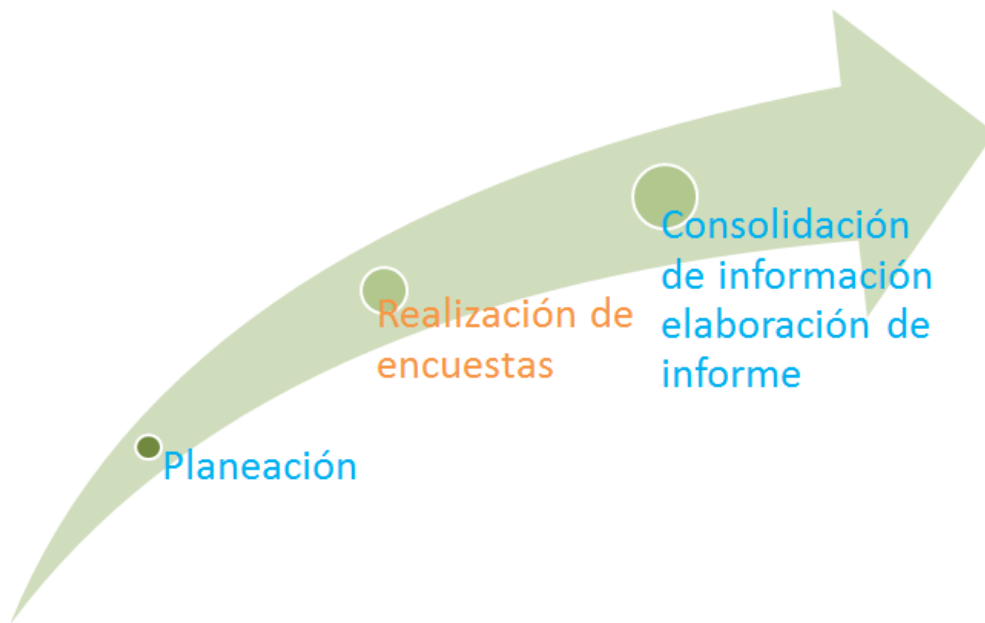 Planeación
Realización de
encuestas
Consolidación
de información
elaboración de
informe